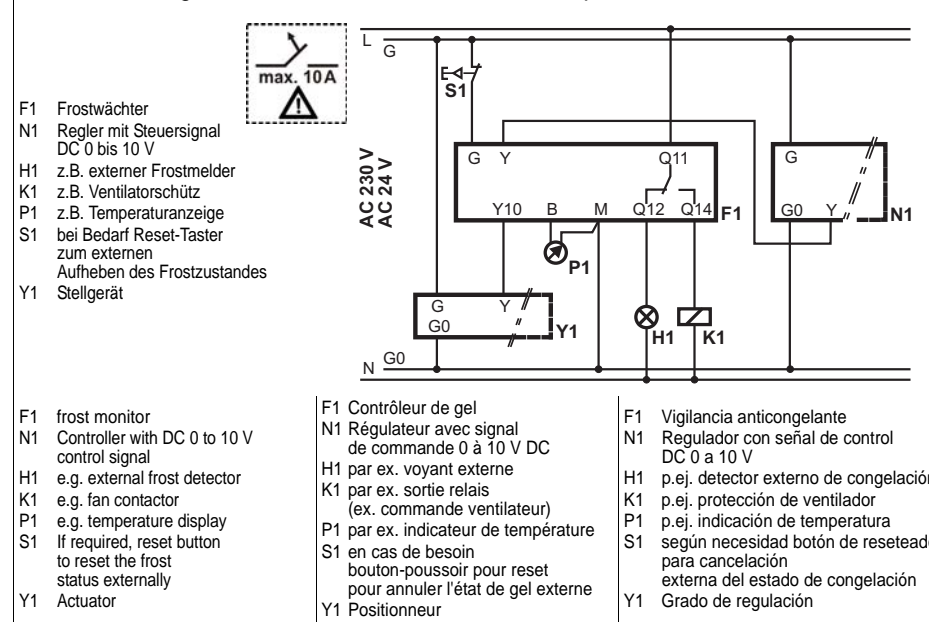 max. 10 A
L
G
S1
AC 230 V
AC 24 V
G Y Q11
Y10 B M Q12 Q14
F1
P1
G
G0 Y
N1
G Y
G0
Y1
H1
K1
N G0
F1 Frostwächter
N1 Regler mit Steuersignal
DC 0 bis 10 V
H1 z.B. externer Frostmelder
K1 z.B. Ventilatorschütz
P1 z.B. Temperaturanzeige
S1 bei Bedarf Reset-Taster
zum externen
Aufheben des Frostzustandes
Y1 Stellgerät
F1 frost monitor
N1 Controller with DC 0 to 10 V
control signal
H1 e.g. external frost detector
K1 e.g. fan contactor
P1 e.g. temperature display
S1 If required, reset button
to reset the frost
status externally
Y1 Actuator
F1 Contrôleur de gel
N1 Régulateur avec signal
de commande 0 à 10 V DC
H1 par ex. voyant externe
K1 par ex. sortie relais
(ex. commande ventilateur)
P1 par ex. indicateur de température
S1 en cas de besoin
bouton-poussoir pour reset
pour annuler l'état de gel externe
Y1 Positionneur
F1 Vigilancia anticongelante
N1 Regulador con señal de control
DC 0 a 10 V
H1 p.ej. detector externo de congelación
K1 p.ej. protección de ventilador
P1 p.ej. indicación de temperatura
S1 según necesidad botón de resetead
para cancelación
externa del estado de congelación
Y1 Grado de regulación